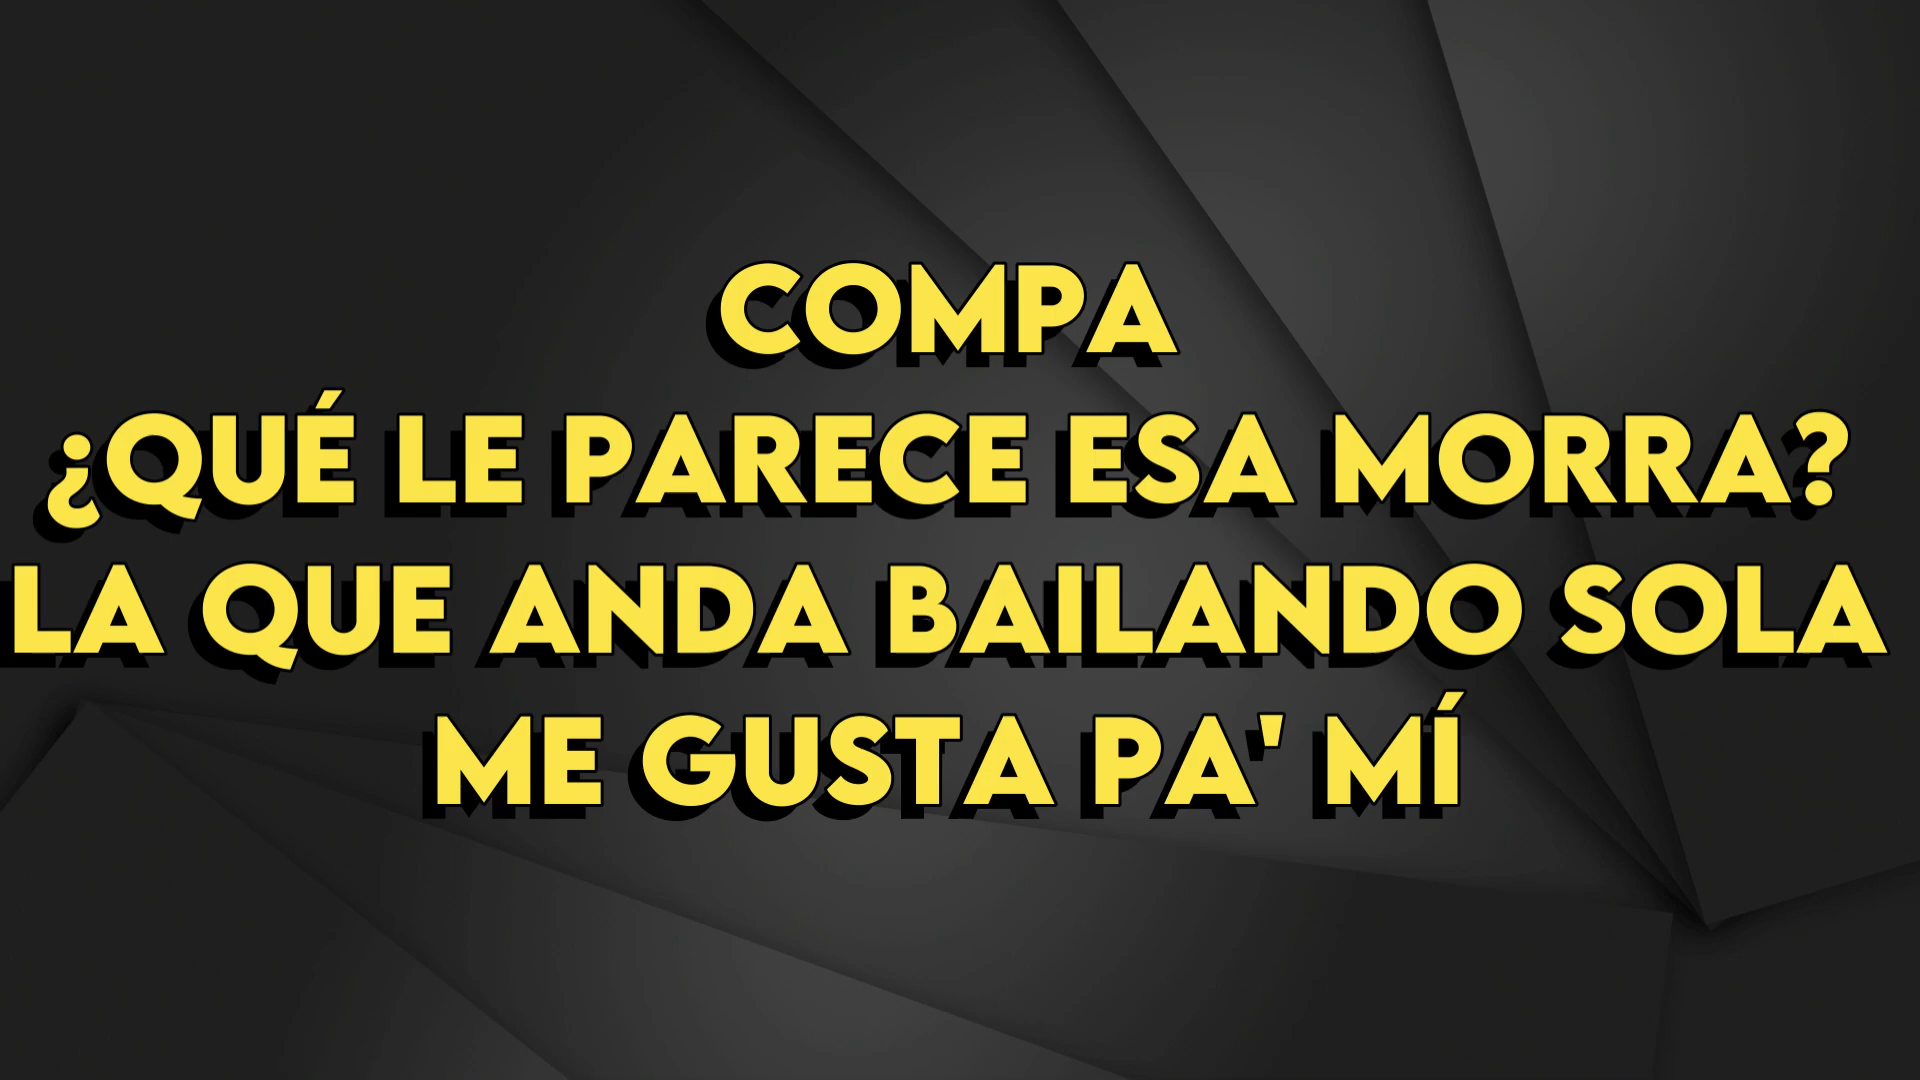 COMPA
¿QUÉ LE PARECE ESA MORRA?
LA QUE ANDA BAILANDO SOLA
ME GUSTA PA' MÍ